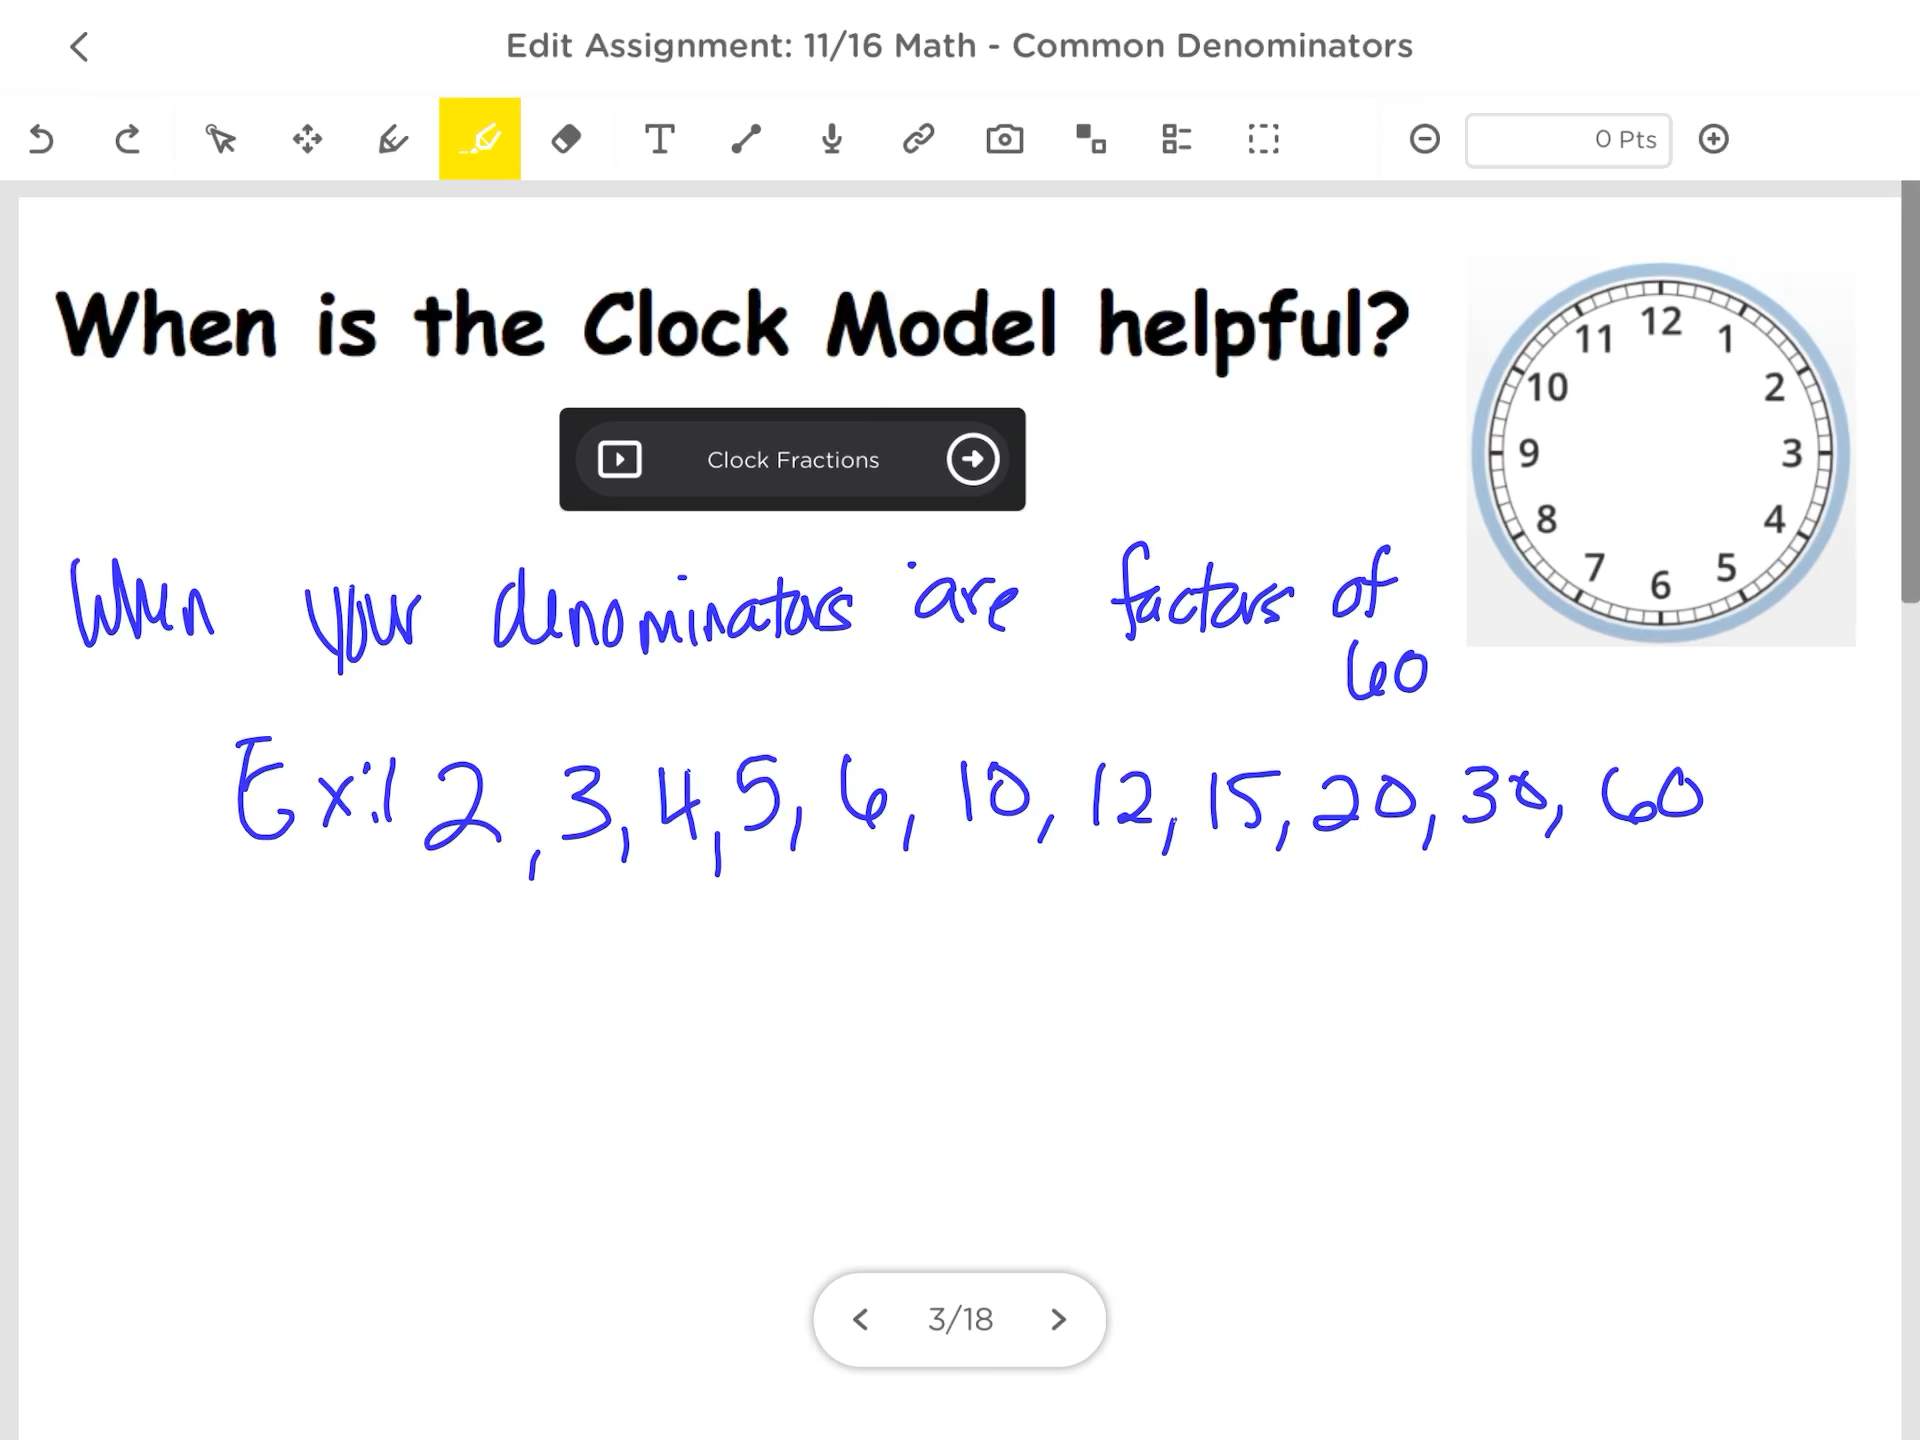 Edit Assignment: 11/16 Math - Common Denominators
T
0 Pts
When is the Clock Model helpful?
Clock Fractions
12
11
1
10
2
9
3
8
4
7
5
6
When your denominators are factors of
60
Ex:1 2, 3, 4, 5, 6, 10, 12, 15, 20, 30, 60
3/18